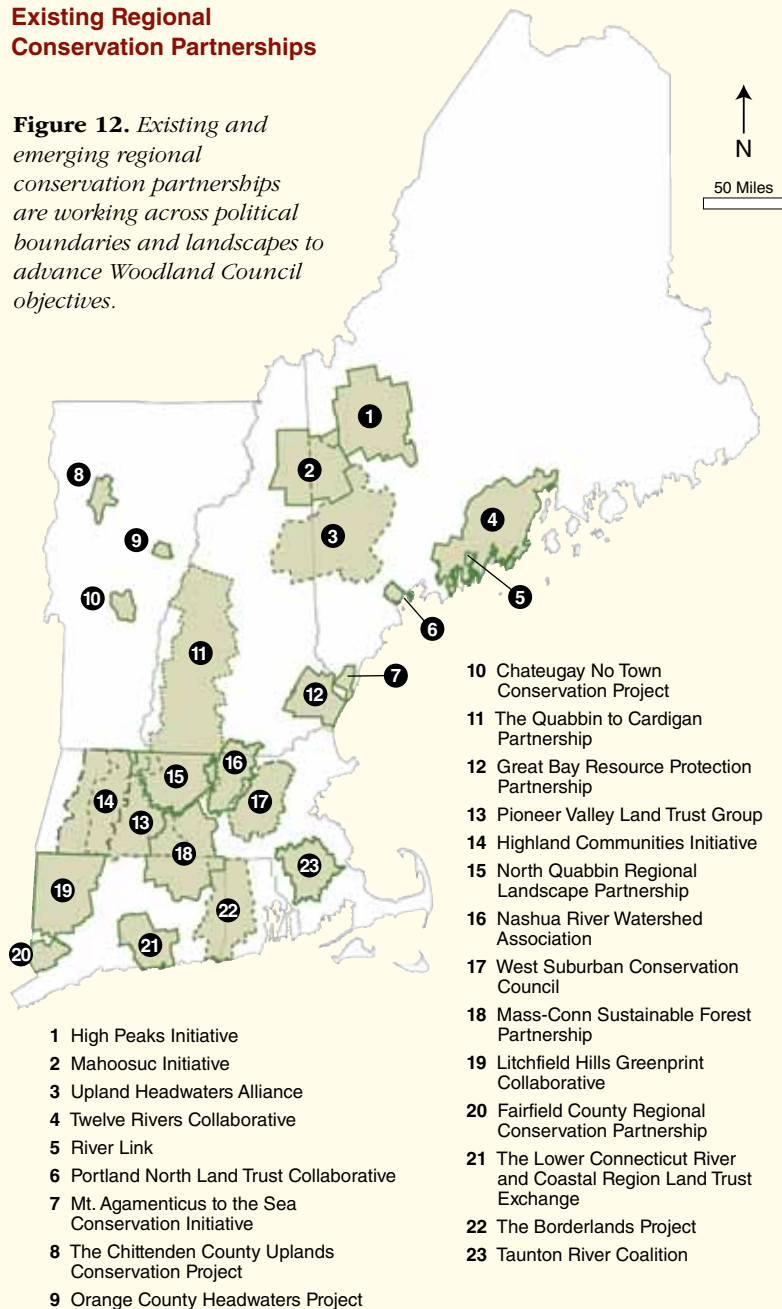 Existing Regional
Conservation Partnerships
Figure 12. Existing and
emerging regional
conservation partnerships
are working across political
boundaries and landscapes to
advance Woodland Council
objectives.
N
50 Miles
1
2
3
4
5
6
7
8
9
10
11
12
13
14
15
16
17
18
19
20
21
22
23
1 High Peaks Initiative
2 Mahoosuc Initiative
3 Upland Headwaters Alliance
4 Twelve Rivers Collaborative
5 River Link
6 Portland North Land Trust Collaborative
7 Mt. Agamenticus to the Sea
Conservation Initiative
8 The Chittenden County Uplands
Conservation Project
9 Orange County Headwaters Project
10 Chateugay No Town
Conservation Project
11 The Quabbin to Cardigan
Partnership
12 Great Bay Resource Protection
Partnership
13 Pioneer Valley Land Trust Group
14 Highland Communities Initiative
15 North Quabbin Regional
Landscape Partnership
16 Nashua River Watershed
Association
17 West Suburban Conservation
Council
18 Mass-Conn Sustainable Forest
Partnership
19 Litchfield Hills Greenprint
Collaborative
20 Fairfield County Regional
Conservation Partnership
21 The Lower Connecticut River
and Coastal Region Land Trust
Exchange
22 The Borderlands Project
23 Taunton River Coalition